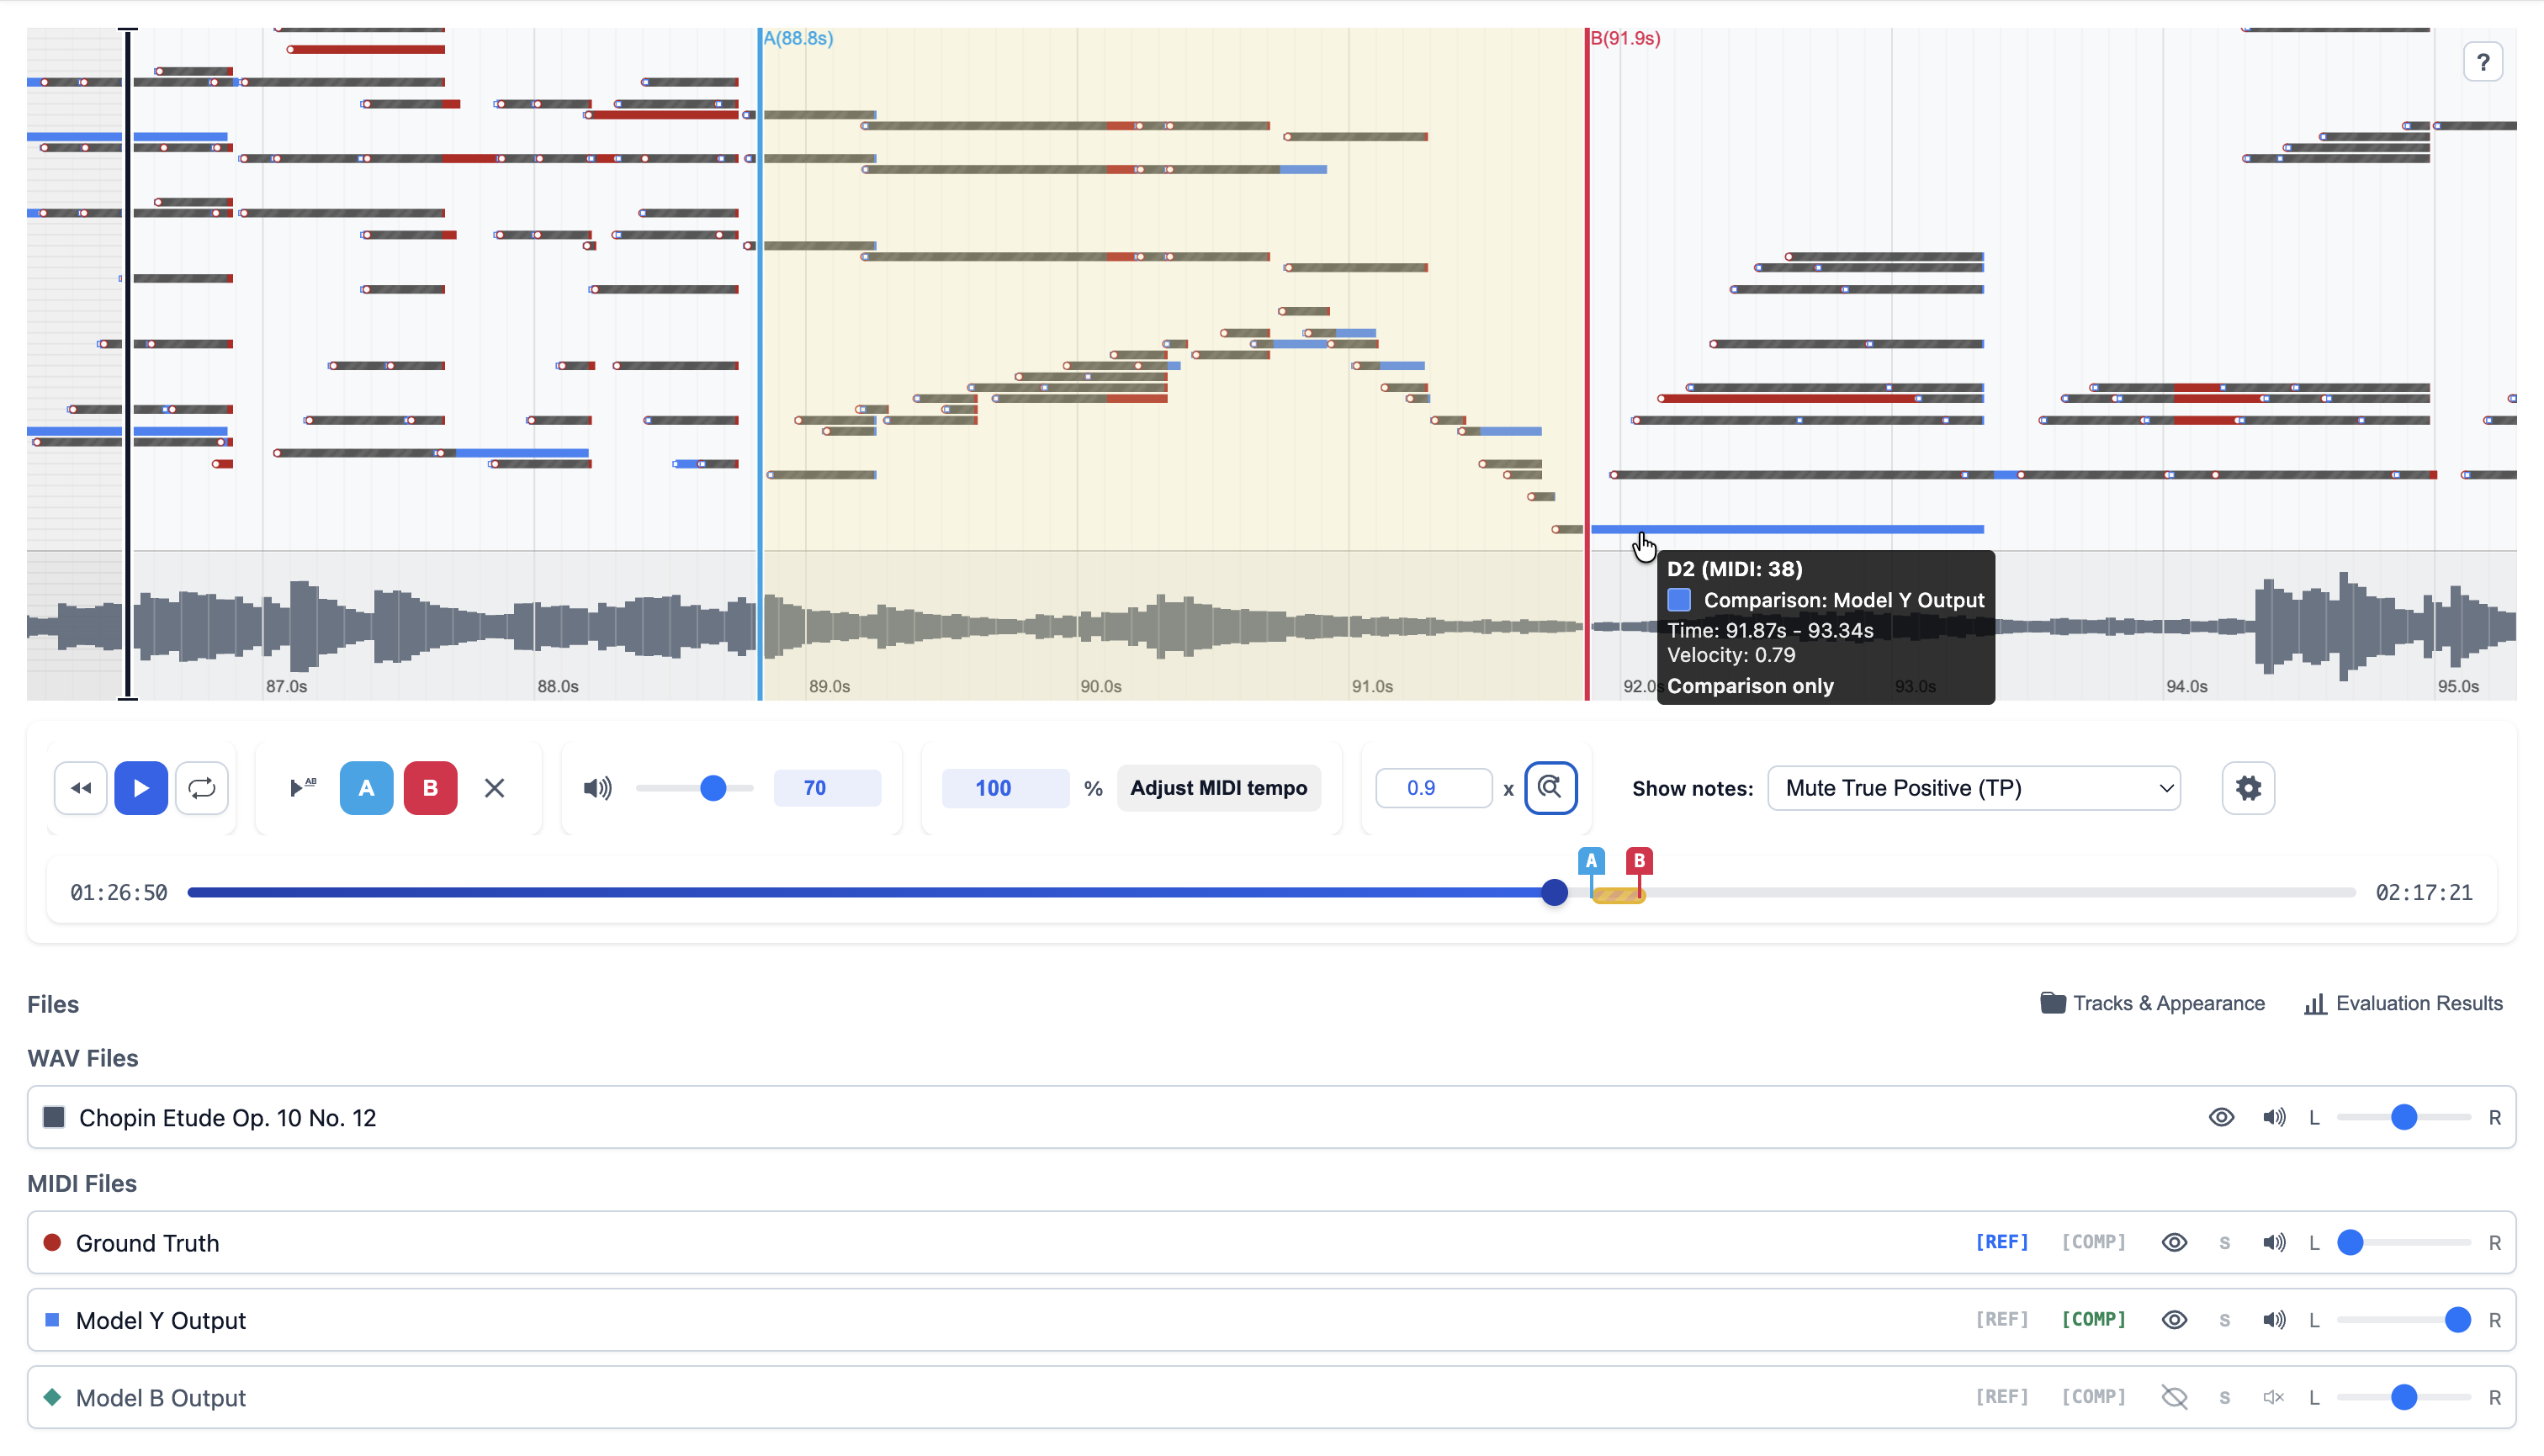 A(88.8s)
B(91.9s)
?
D2 (MIDI: 38)
Comparison: Model Y Output
Time: 91.87s - 93.34s
Velocity: 0.79
Comparison only
87.0s
88.0s
89.0s
90.0s
91.0s
92.0s
93.0s
94.0s
95.0s
AB
A
B
70
100
%
Adjust MIDI tempo
0.9
x
Show notes:
Mute True Positive (TP)
A
B
01:26:50
02:17:21
Files
Tracks & Appearance
Evaluation Results
WAV Files
Chopin Etude Op. 10 No. 12
L
R
MIDI Files
Ground Truth
[REF]
[COMP]
S
L
R
Model Y Output
[REF]
[COMP]
S
L
R
Model B Output
[REF]
[COMP]
S
L
R